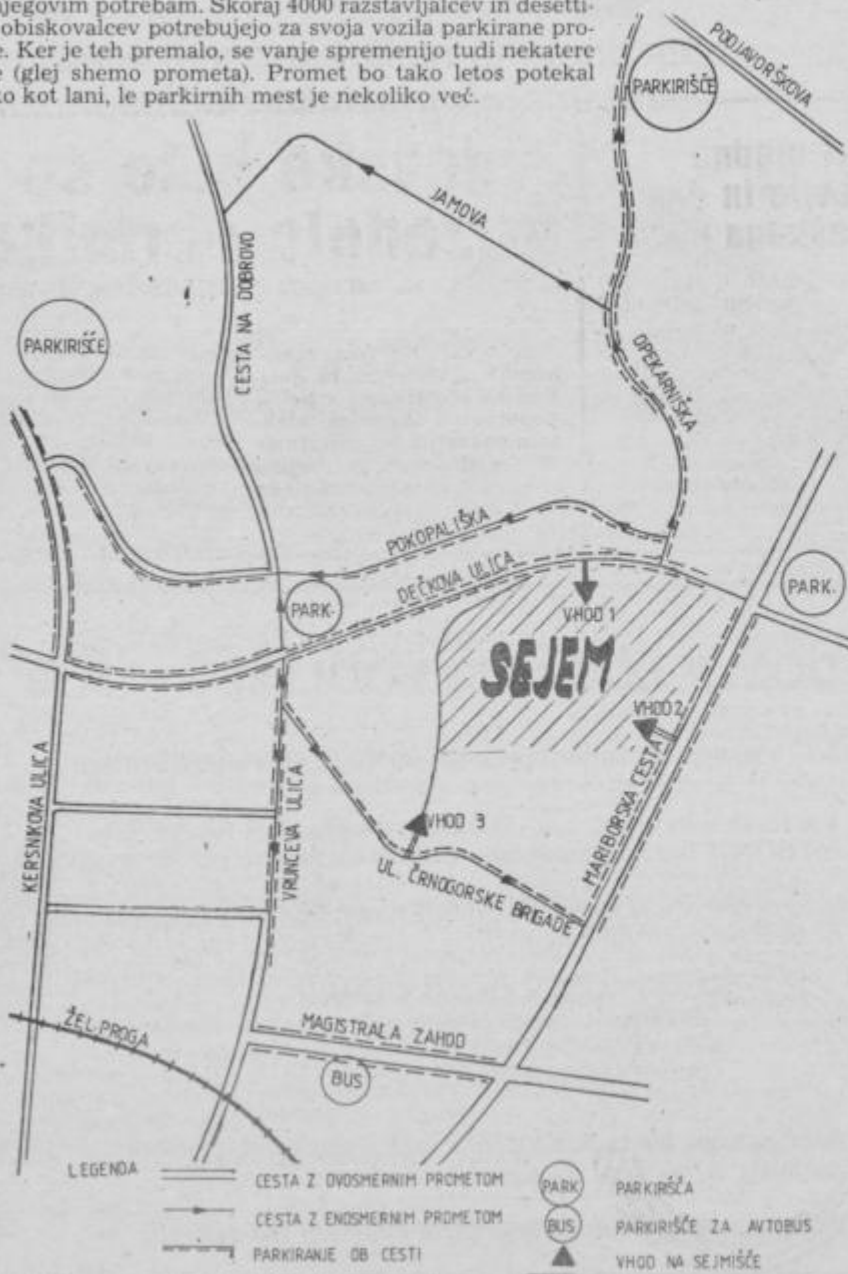 njegovim potrebam. Skoraj 4000 razstavljalcev in desetti-
obiskovalcev potrebujejo za svoja vozila parkirane pro-
e. Ker je teh premalo, se vanje spremenijo tudi nekatere
e (glej shemo prometa). Promet bo tako letos potekal
ko kot lani, le parkirnih mest je nekoliko več.
PODJAVORŠKOVA
PARKIRIŠČE
JAMOVA
CESTA NA DOBROVO
PARKIRIŠČE
OPEKARNIŠKA
POKOPALIŠKA
DEČKOVA ULICA
PARK.
PARK.
VHOD 1
SEJEM
VHOD 2
KERSNIKOVA ULICA
VRUNČEVA ULICA
VHOD 3
MARIBORSKA CESTA
UL. ČRNOGORSKE BRIGADE
ŽEL. PROGA
MAGISTRALA ZAHOD
BUS
LEGENDA
CESTA Z DVOSMERNIM PROMETOM
CESTA Z ENOSMERNIM PROMETOM
PARKIRANJE OB CESTI
PARK
PARKIRIŠČA
BUS
PARKIRIŠČE ZA AVTOBUS
VHOD NA SEJMIŠČE